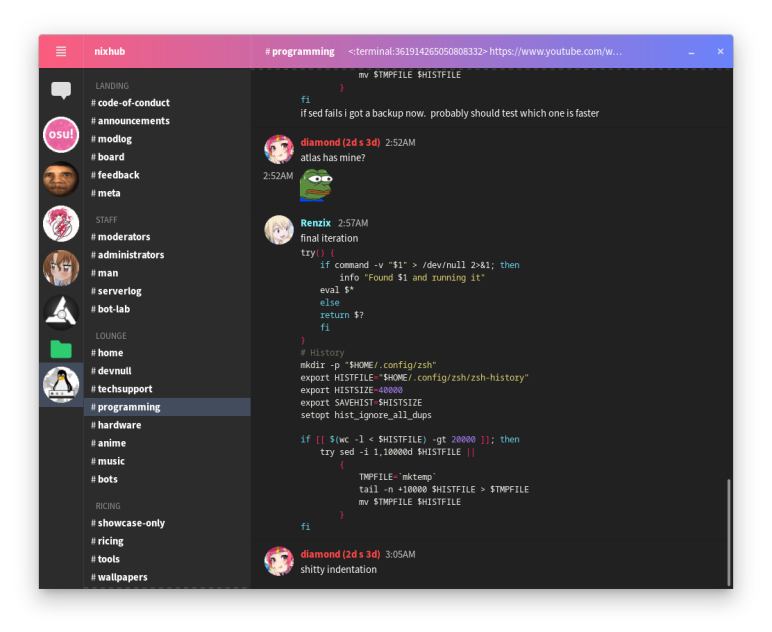 nixhub
# programming <:terminal:361914265050808332> https://www.youtube.com/w…
LANDING
# code-of-conduct
# announcements
# modlog
# board
# feedback
# meta
STAFF
# moderators
# administrators
# man
# serverlog
# bot-lab
LOUNGE
# home
# devnull
# techsupport
# programming
# hardware
# anime
# music
# bots
RICING
# showcase-only
# ricing
# tools
# wallpapers
osu!
mv $TMPFILE $HISTFILE
}
fi
if sed fails i got a backup now. probably should test which one is faster
diamond (2d s 3d) 2:52AM
atlas has mine?
2:52AM
Renzix 2:57AM
final iteration
try() {
if command -v "$1" > /dev/null 2>&1; then
info "Found $1 and running it"
eval $*
else
return $?
fi
}
# History
mkdir -p "$HOME/.config/zsh"
export HISTFILE="$HOME/.config/zsh/zsh-history"
export HISTSIZE=40000
export SAVEHIST=$HISTSIZE
setopt hist_ignore_all_dups
if [[ $(wc -l < $HISTFILE) -gt 20000 ]]; then
try sed -i 1,10000d $HISTFILE ||
{
TMPFILE=`mktemp`
tail -n +10000 $HISTFILE > $TMPFILE
mv $TMPFILE $HISTFILE
}
fi
diamond (2d s 3d) 3:05AM
shitty indentation